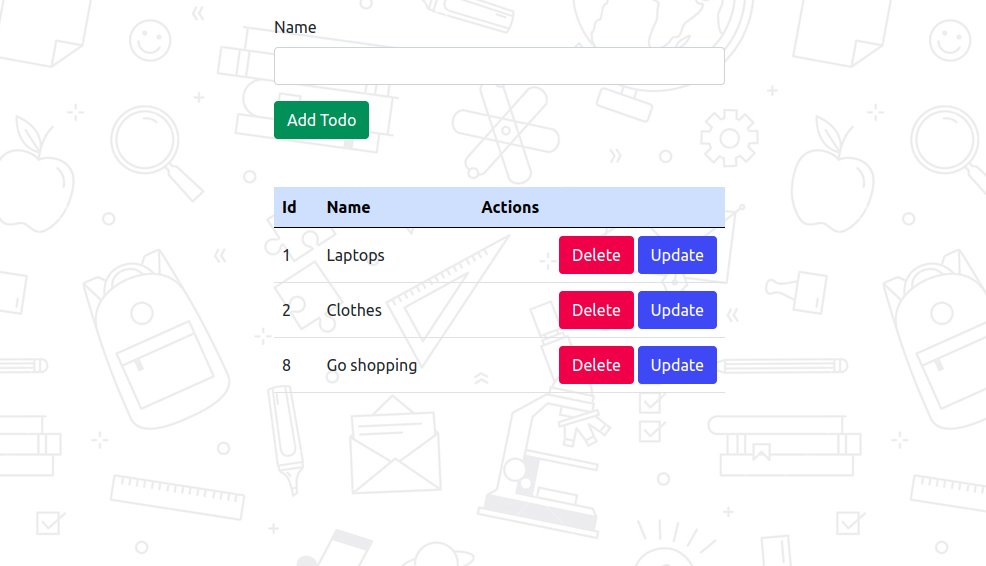 Name
Add Todo
Id Name Actions
1 Laptops Delete Update
2 Clothes Delete Update
8 Go shopping Delete Update